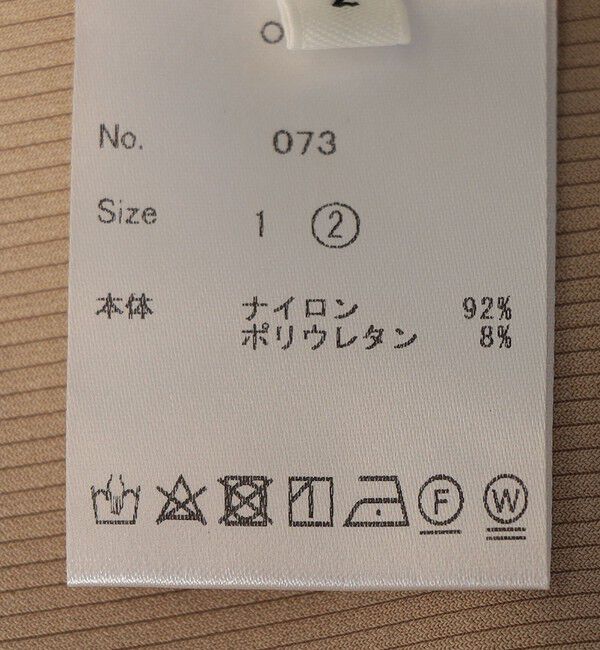 No. 073
Size 1 2
本体 ナイロン 92%
ポリウレタン 8%
F W